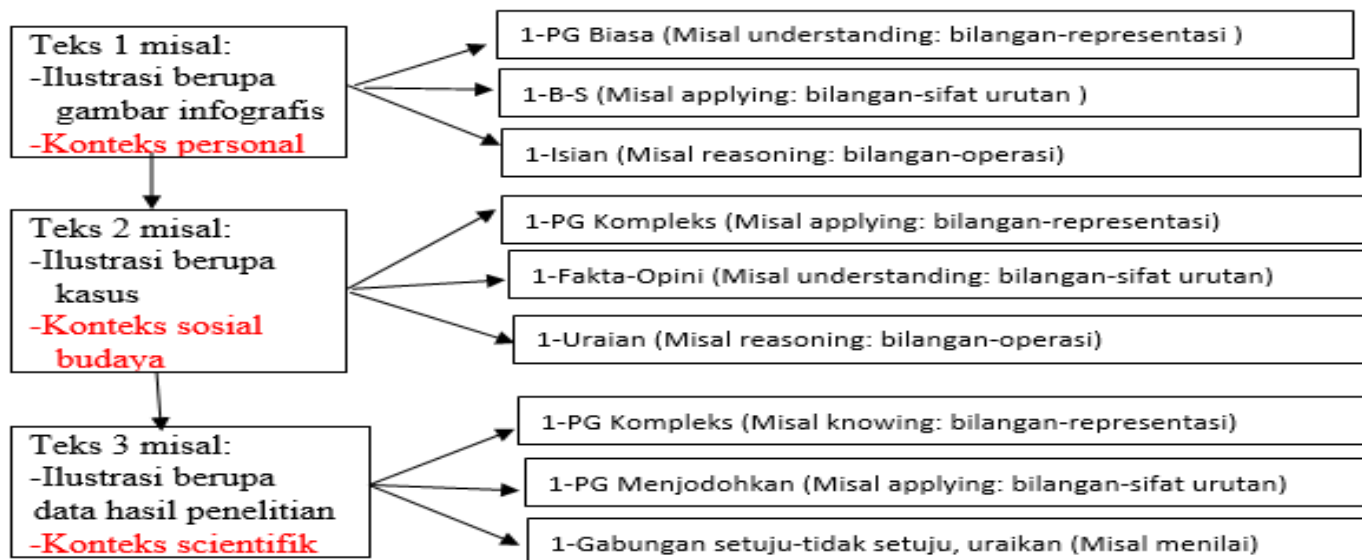 Teks 1 misal:
-Ilustrasi berupa
gambar infografis
-Konteks personal
1-PG Biasa (Misal understanding: bilangan-representasi )
1-B-S (Misal applying: bilangan-sifat urutan )
1-Isian (Misal reasoning: bilangan-operasi)
Teks 2 misal:
-Ilustrasi berupa
kasus
-Konteks sosial
budaya
1-PG Kompleks (Misal applying: bilangan-representasi)
1-Fakta-Opini (Misal understanding: bilangan-sifat urutan)
1-Uraian (Misal reasoning: bilangan-operasi)
Teks 3 misal:
-Ilustrasi berupa
data hasil penelitian
-Konteks scientifik
1-PG Kompleks (Misal knowing: bilangan-representasi)
1-PG Menjodohkan (Misal applying: bilangan-sifat urutan)
1-Gabungan setuju-tidak setuju, uraikan (Misal menilai)